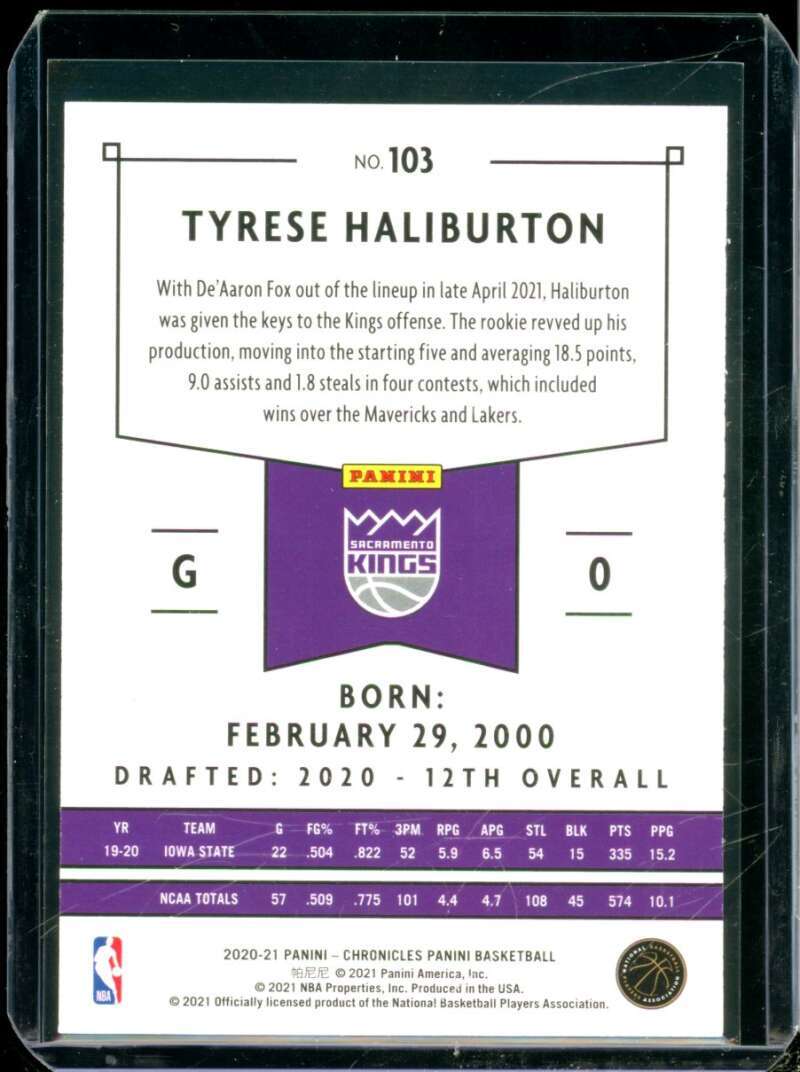 NO. 103
TYRESE HALIBURTON
With De'Aaron Fox out of the lineup in late April 2021, Haliburton
was given the keys to the Kings offense. The rookie revved up his
production, moving into the starting five and averaging 18.5 points,
9.0 assists and 1.8 steals in four contests, which included
wins over the Mavericks and Lakers.
PANINI
G
SACRAMENTO
KINGS
0
BORN:
FEBRUARY 29, 2000
DRAFTED: 2020 - 12TH OVERALL
YR TEAM G FG% FT% 3PM RPG APG STL BLK PTS PPG
19-20 IOWA STATE 22 .504 .822 52 5.9 6.5 54 15 335 15.2
NCAA TOTALS 57 .509 .775 101 4.4 4.7 108 45 574 10.1
2020-21 PANINI – CHRONICLES PANINI BASKETBALL
帕尼尼 © 2021 Panini America, Inc.
© 2021 NBA Properties, Inc. Produced in the USA.
© 2021 Officially licensed product of the National Basketball Players Association.
NBA
NATIONAL BASKETBALL
PLAYERS ASSOCIATION